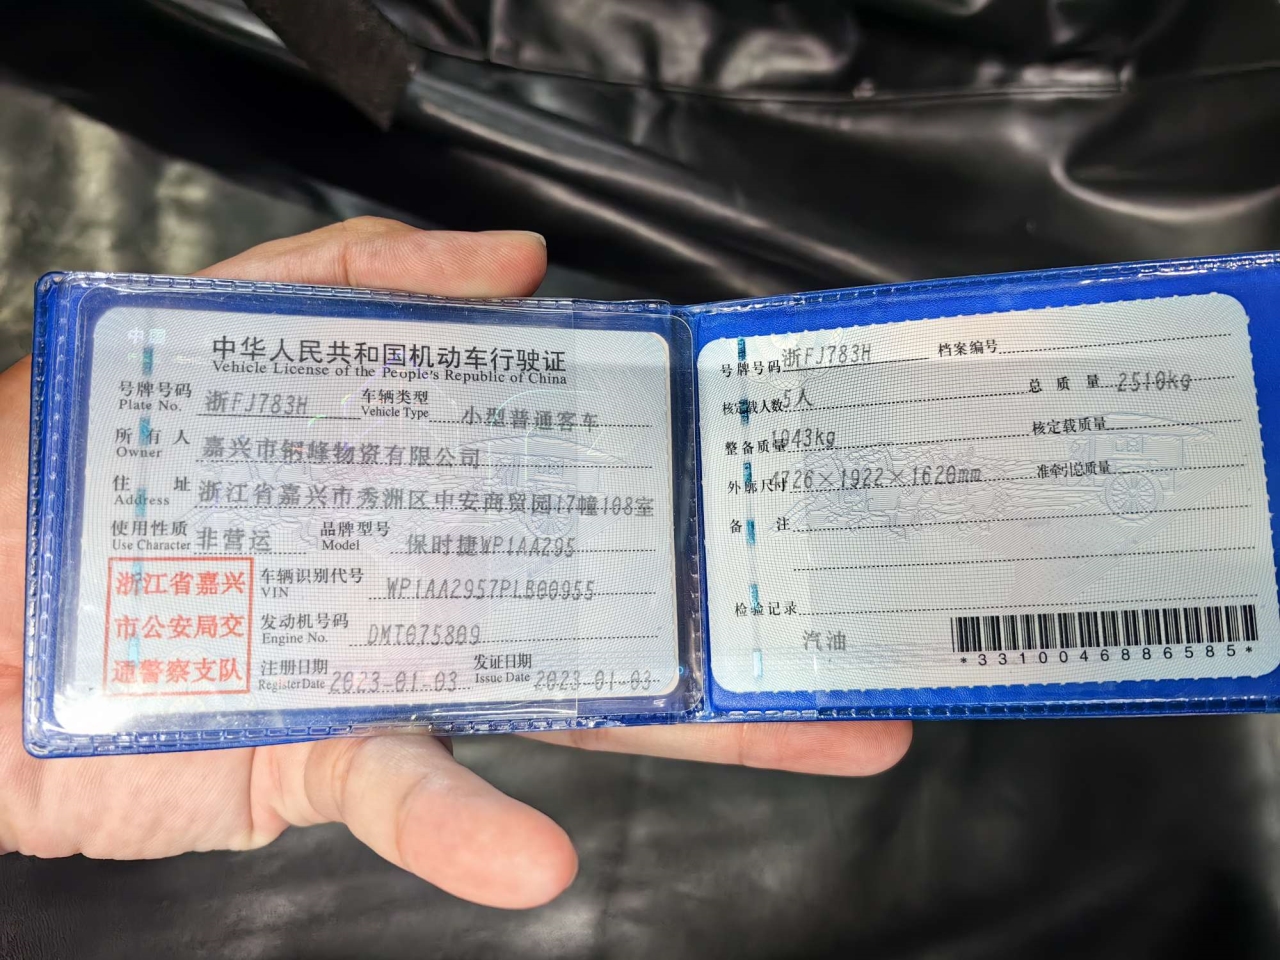 中国
中华人民共和国机动车行驶证
Vehicle License of the People's Republic of China
号牌号码 浙FJ783H 车辆类型 小型普通客车
Plate No. Vehicle Type
所有人 嘉兴市钢峰物资有限公司
Owner
住址 浙江省嘉兴市秀洲区中安商贸园17幢108室
Address
使用性质 非营运 品牌型号 保时捷WP1AA295
Use Character Model
浙江省嘉兴
市公安局交
通警察支队
车辆识别代号 WP1AA2957PLB00955
VIN
发动机号码 DMT075809
Engine No.
注册日期 2023-01-03 发证日期 2023-01-03
Register Date Issue Date
号牌号码 浙FJ783H 档案编号
核定载人数 5人 总质量 2510kg
整备质量 1943kg 核定载质量
外廓尺寸 4726×1922×1620mm 准牵引总质量
备注
检验记录
汽油
*3310046886585*